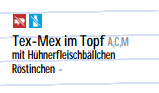 Tex-Mex im Topf A,C,M
mit Hühnerfleischbällchen
Röstinchen -